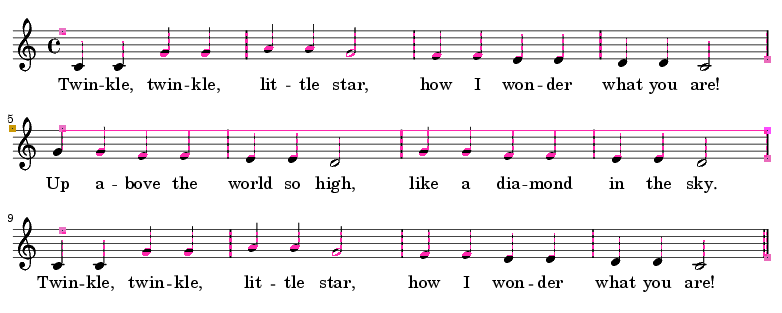 Twin-kle, twin-kle, lit - tle star, how I won-der what you are!
5
Up a - bove the world so high, like a dia-mond in the sky.
9
Twin-kle, twin-kle, lit - tle star, how I won-der what you are!